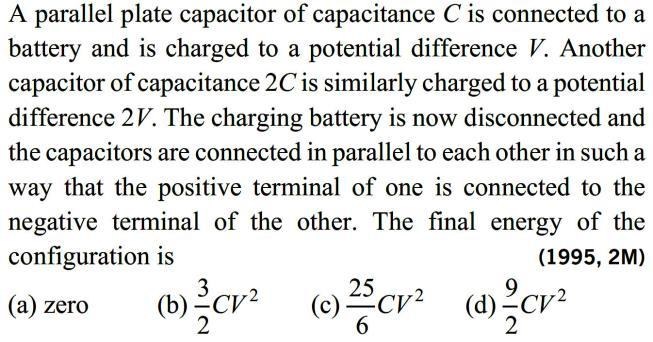 A parallel plate capacitor of capacitance C is connected to a
battery and is charged to a potential difference V. Another
capacitor of capacitance 2C is similarly charged to a potential
difference 2V. The charging battery is now disconnected and
the capacitors are connected in parallel to each other in such a
way that the positive terminal of one is connected to the
negative terminal of the other. The final energy of the
configuration is (1995, 2M)
(a) zero (b) 3/2 CV² (c) 25/6 CV² (d) 9/2 CV²